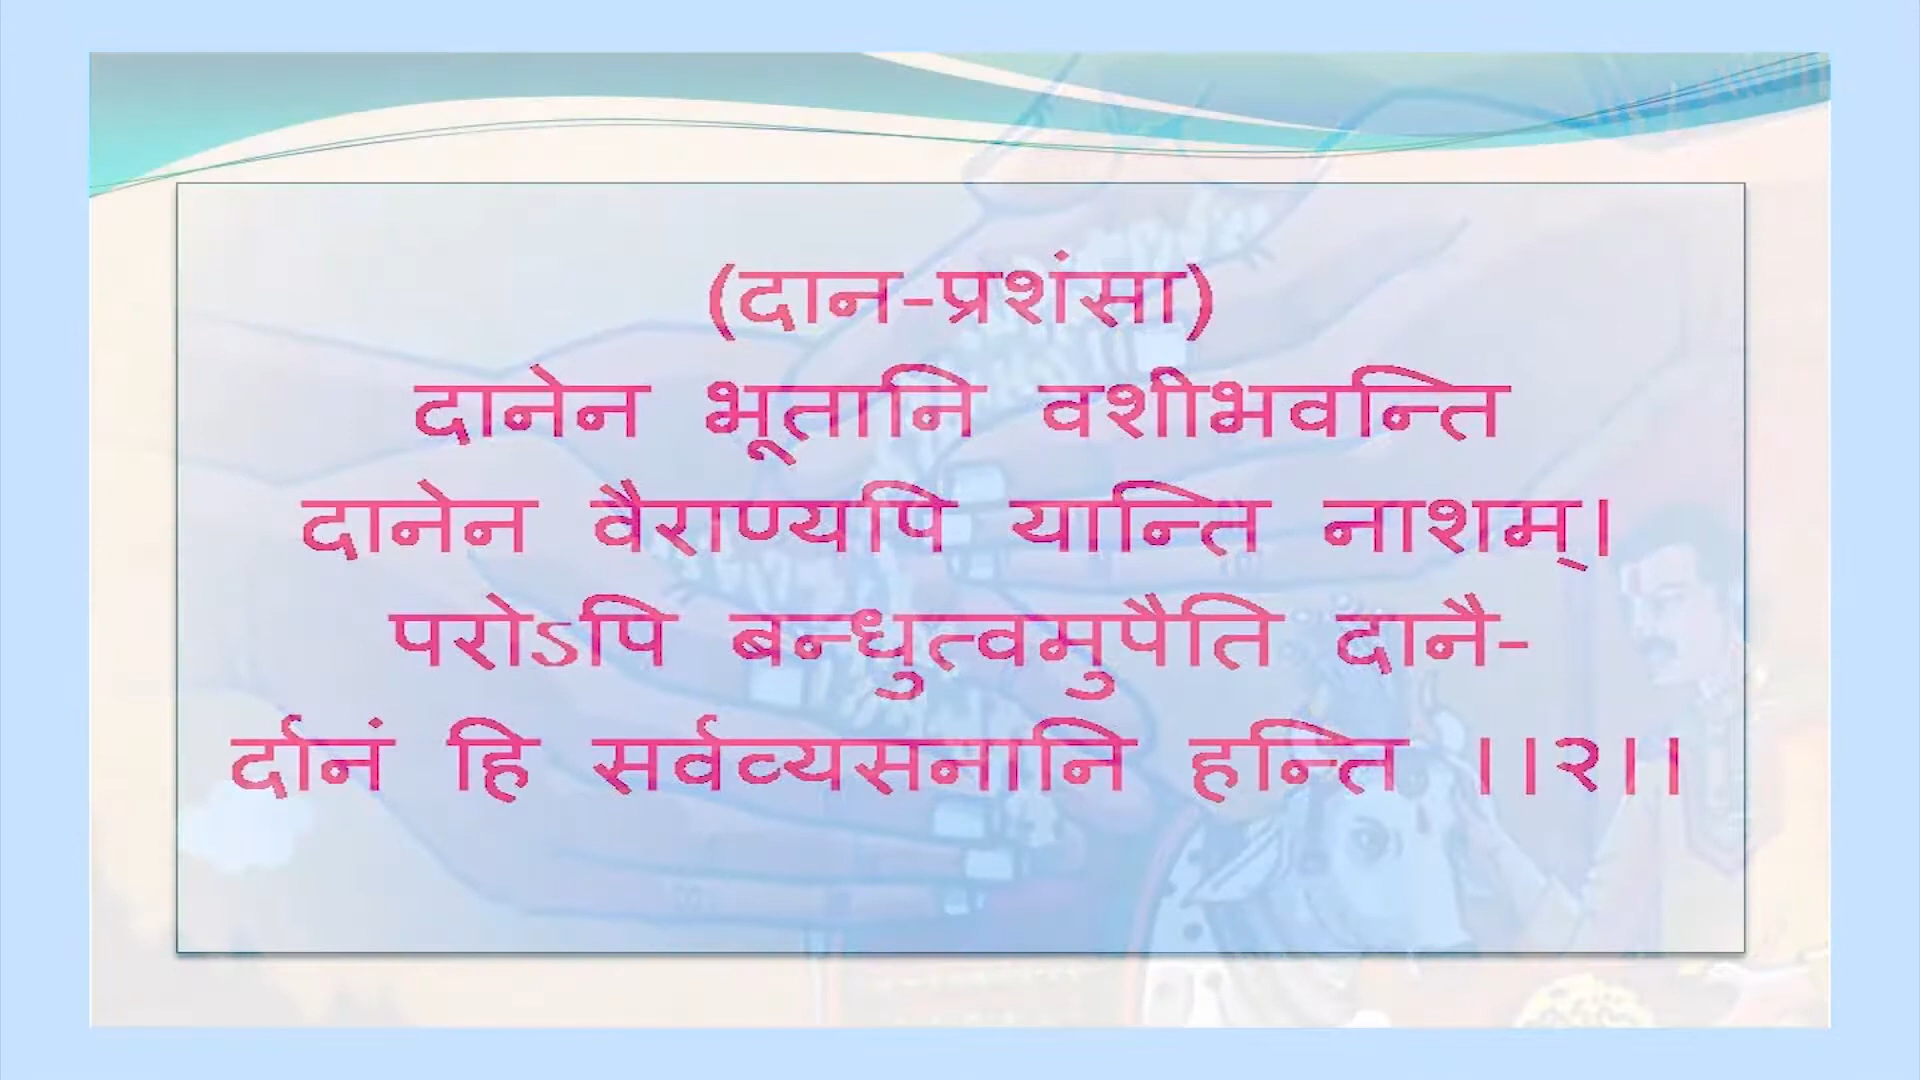 (दान-प्रशंसा)
दानेन भूतानि वशीभवन्ति
दानेन वैराण्यपि यान्ति नाशम्।
परोऽपि बन्धुत्वमुपैति दानै-
र्दानं हि सर्वव्यसनानि हन्ति ।।२।।